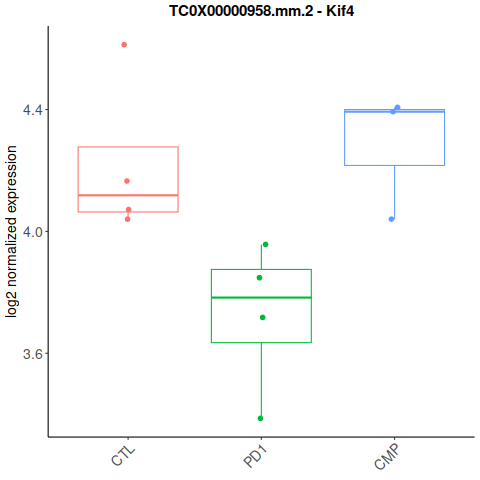 TC0X00000958.mm.2 - Kif4
log2 normalized expression
4.4
4.0
3.6
CTL
PD1
CMP